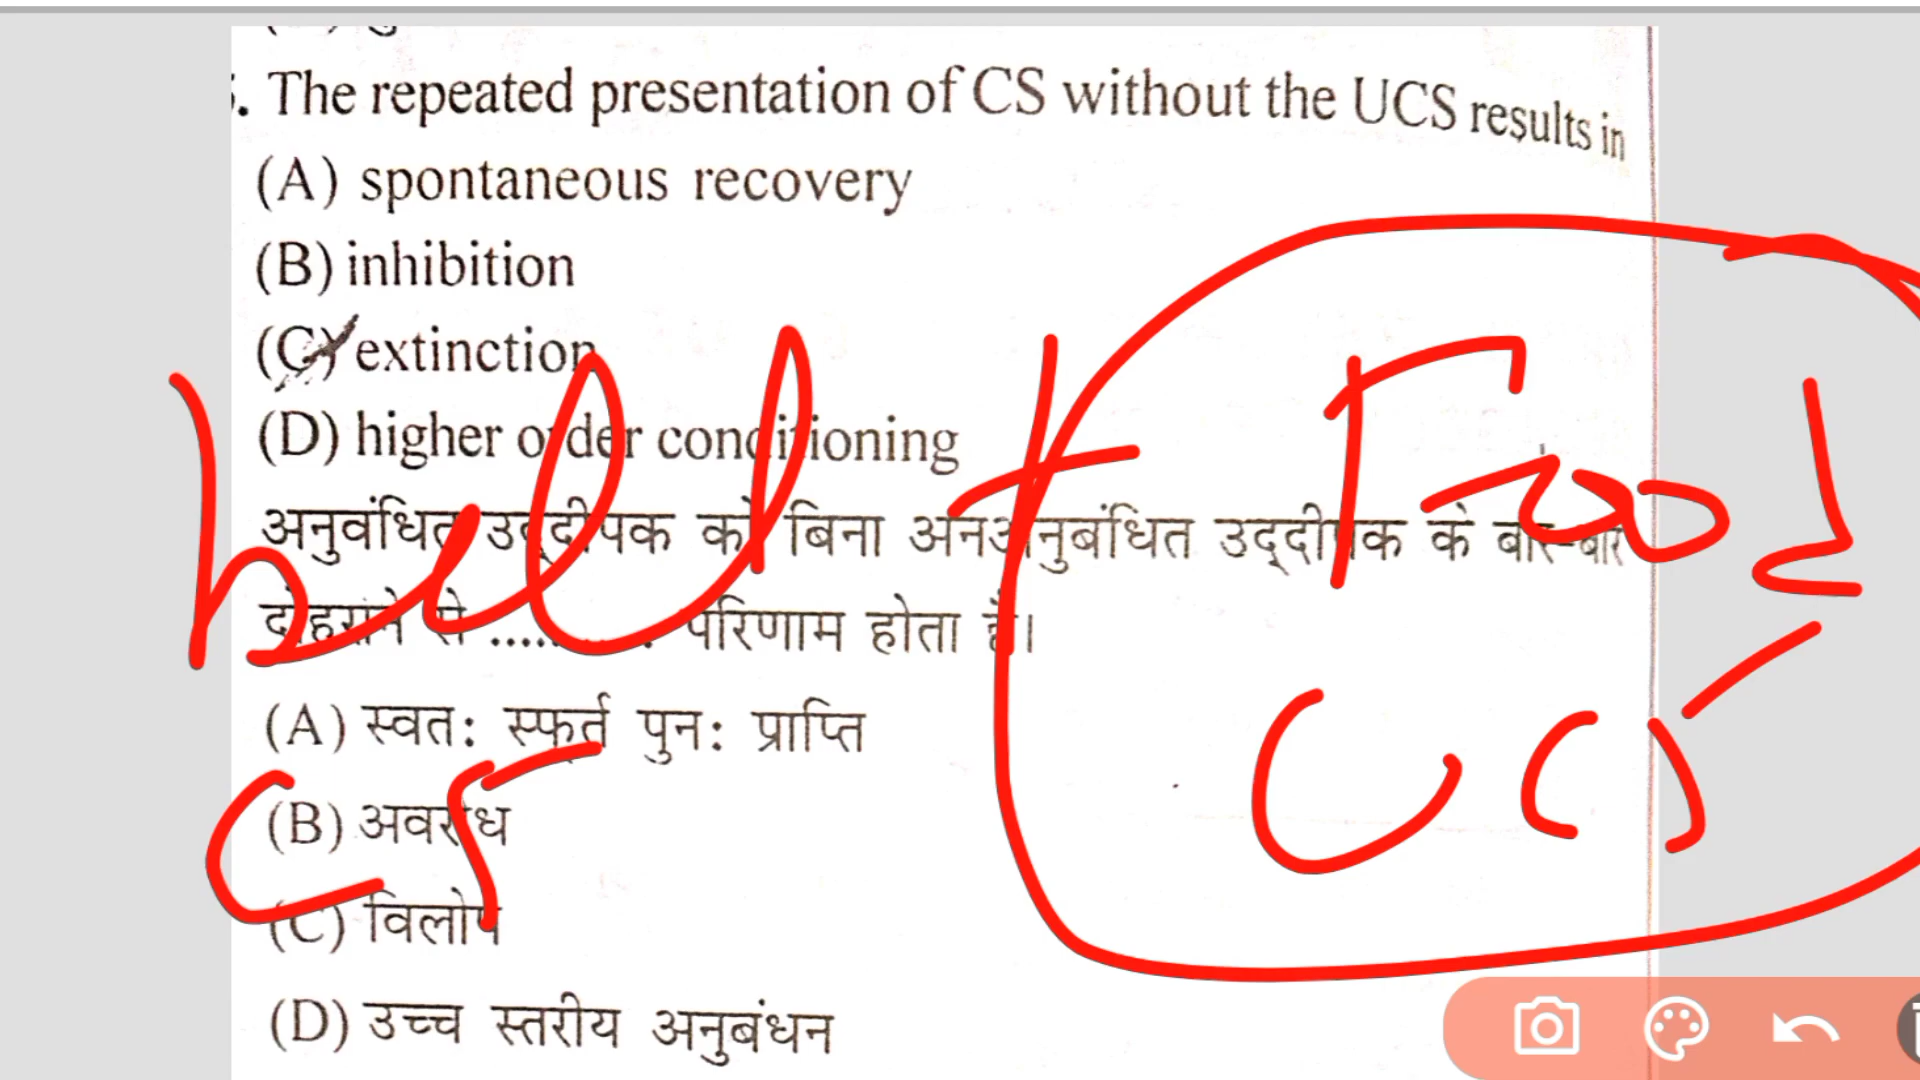 . The repeated presentation of CS without the UCS results in
(A) spontaneous recovery
(B) inhibition
(C) extinction
(D) higher order conditioning
bell + Food
अनुवंधित उद्दीपक को बिना अनअनुबंधित उद्दीपक के बार-बार
दोहराने से ............ परिणाम होता है।
CS UCS
(A) स्वतः स्फूर्त पुनः प्राप्ति
(B) अवरोध
(C) विलोप
(D) उच्च स्तरीय अनुबंधन